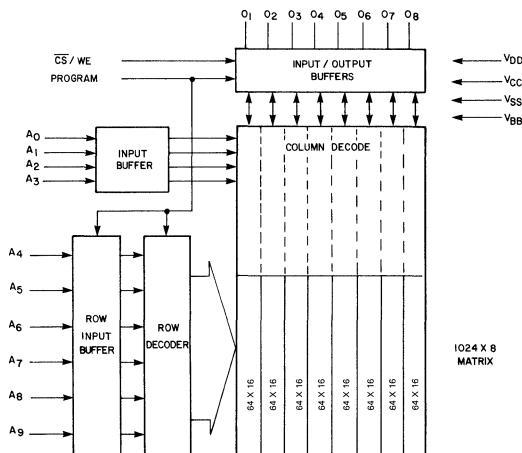 O1 O2 O3 O4 O5 O6 O7 O8
CS / WE
PROGRAM
INPUT / OUTPUT
BUFFERS
VDD
VCC
VSS
VBB
A0
A1
A2
A3
INPUT
BUFFER
COLUMN DECODE
A4
A5
A6
A7
A8
A9
ROW
INPUT
BUFFER
ROW
DECODER
64 X 16
64 X 16
64 X 16
64 X 16
64 X 16
64 X 16
64 X 16
64 X 16
1024 X 8
MATRIX